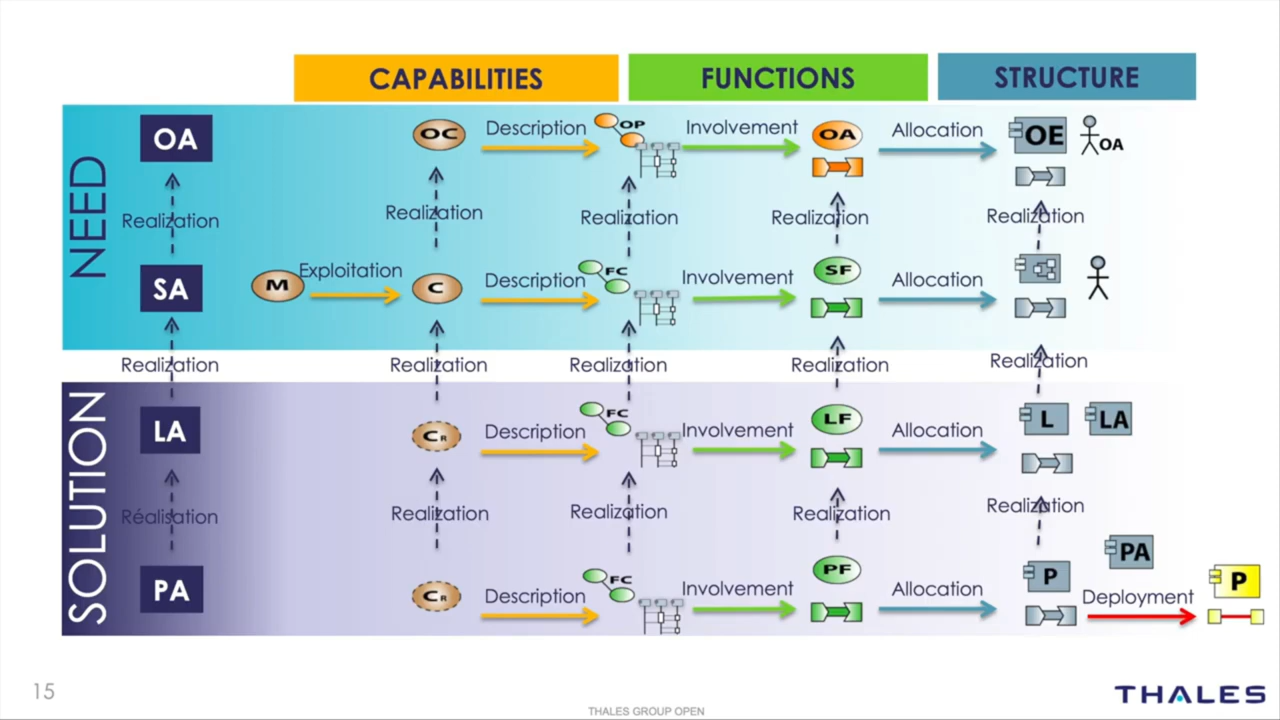 CAPABILITIES FUNCTIONS STRUCTURE
NEED
OA OC Description OP Involvement OA Allocation OE OA
Realization Realization Realization Realization Realization
SA M Exploitation C Description FC Involvement SF Allocation
Realization Realization Realization Realization Realization
SOLUTION
LA CR Description FC Involvement LF Allocation L LA
Réalisation Realization Realization Realization Realization
PA CR Description FC Involvement PF Allocation P PA Deployment P
15
THALES GROUP OPEN
THALES